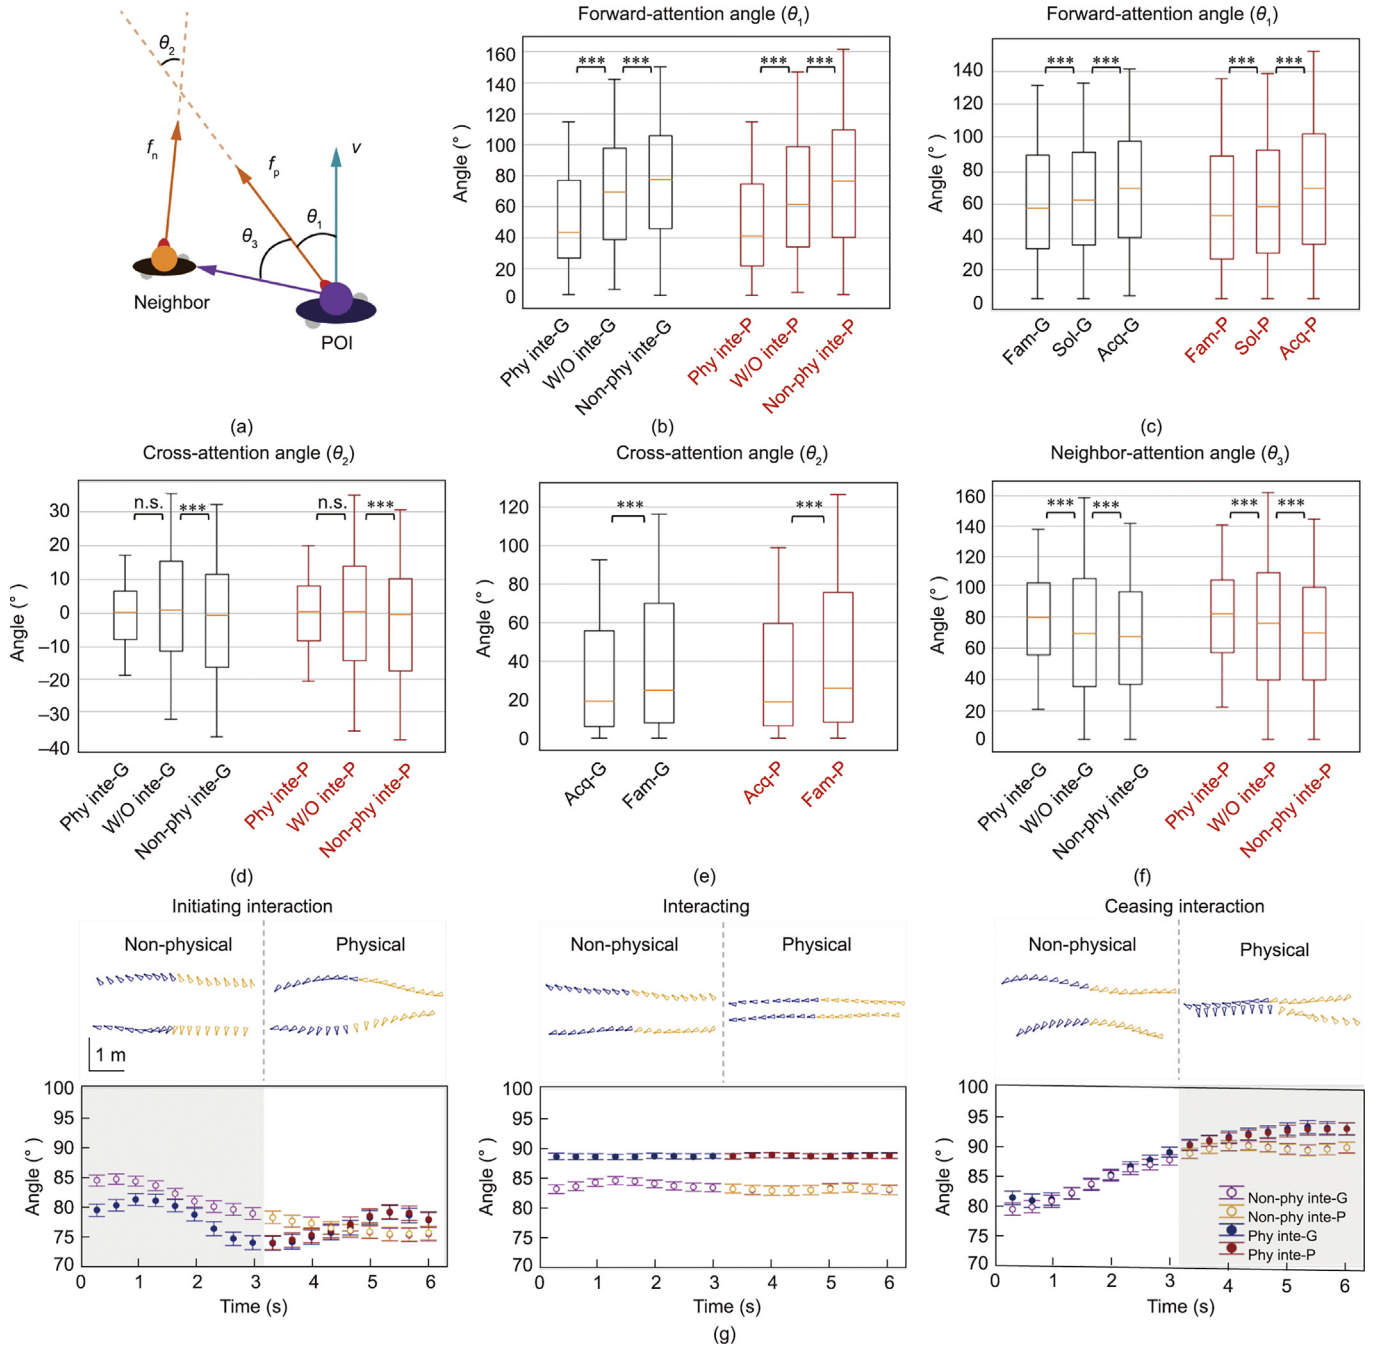 θ2
fn
fp
v
θ1
θ3
Neighbor
POI
(a)
Forward-attention angle (θ1)
Angle (°)
160
140
120
100
80
60
40
20
0
*** *** *** ***
Phy inte-G
W/O inte-G
Non-phy inte-G
Phy inte-P
W/O inte-P
Non-phy inte-P
(b)
Forward-attention angle (θ1)
Angle (°)
140
120
100
80
60
40
20
0
*** *** *** ***
Fam-G
Sol-G
Acq-G
Fam-P
Sol-P
Acq-P
(c)
Cross-attention angle (θ2)
Angle (°)
30
20
10
0
–10
–20
–30
–40
n.s. *** n.s. ***
Phy inte-G
W/O inte-G
Non-phy inte-G
Phy inte-P
W/O inte-P
Non-phy inte-P
(d)
Cross-attention angle (θ2)
Angle (°)
120
100
80
60
40
20
0
*** ***
Acq-G
Fam-G
Acq-P
Fam-P
(e)
Neighbor-attention angle (θ3)
Angle (°)
160
140
120
100
80
60
40
20
0
*** *** *** ***
Phy inte-G
W/O inte-G
Non-phy inte-G
Phy inte-P
W/O inte-P
Non-phy inte-P
(f)
Initiating interaction
Non-physical Physical
1 m
Angle (°)
100
95
90
85
80
75
70
0 1 2 3 4 5 6
Time (s)
Interacting
Non-physical Physical
Angle (°)
100
95
90
85
80
75
70
0 1 2 3 4 5 6
Time (s)
Ceasing interaction
Non-physical Physical
Angle (°)
100
95
90
85
80
75
70
0 1 2 3 4 5 6
Time (s)
Non-phy inte-G
Non-phy inte-P
Phy inte-G
Phy inte-P
(g)